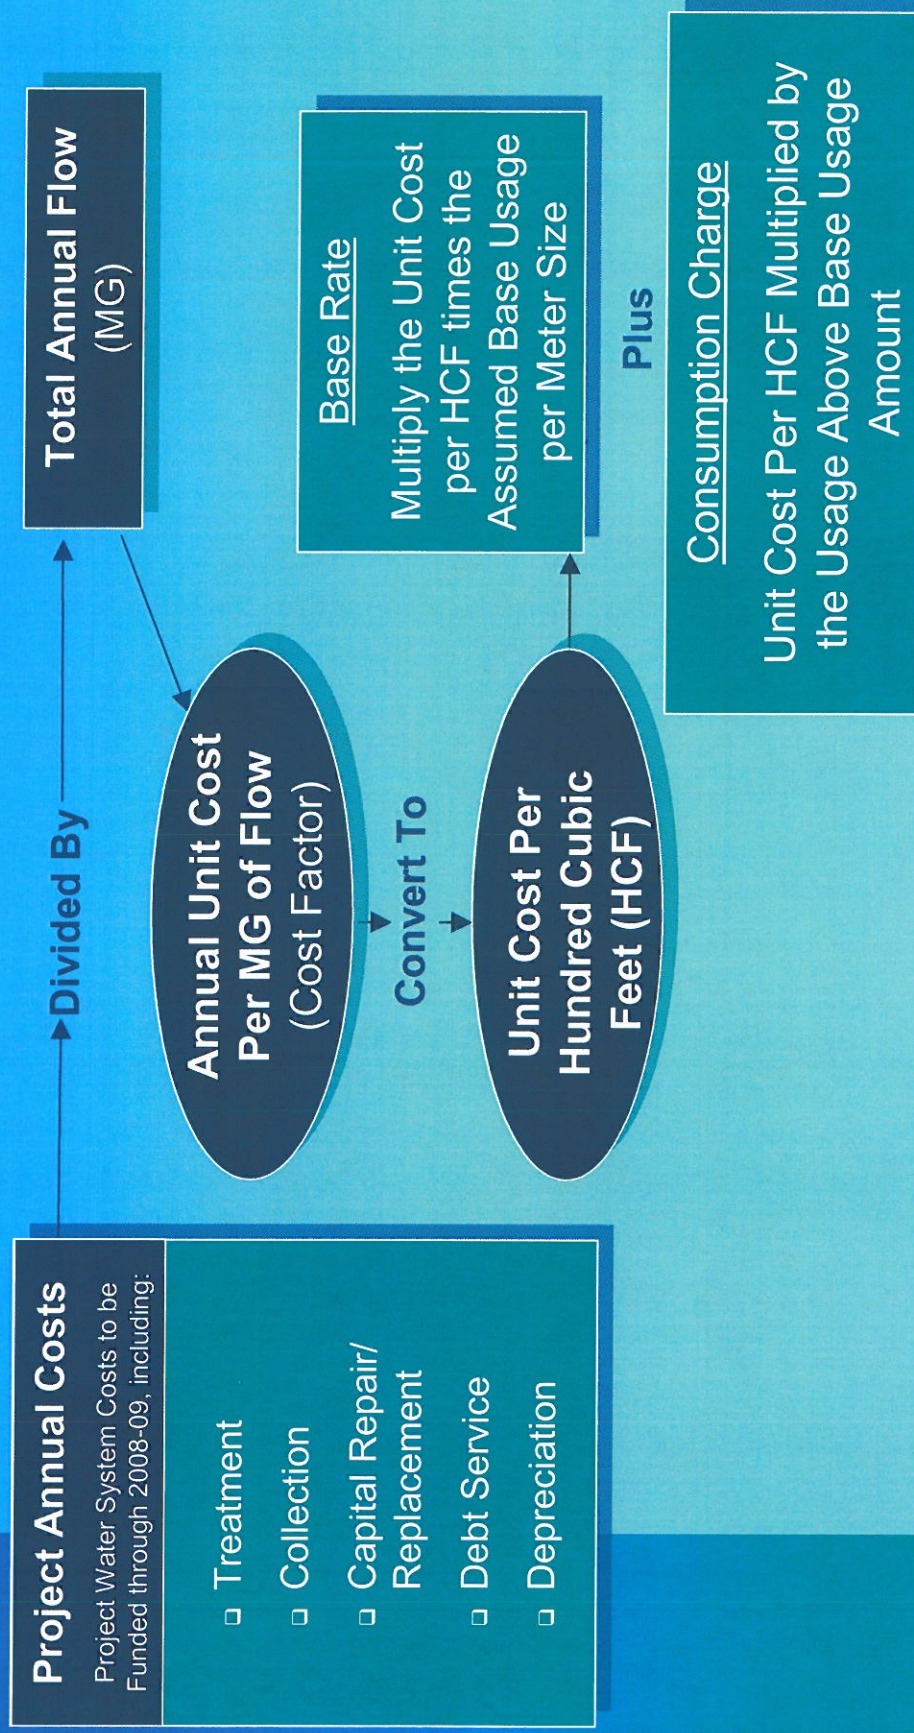 Project Annual Costs
Project Water System Costs to be
Funded through 2008-09, including:
❑ Treatment
❑ Collection
❑ Capital Repair/
Replacement
❑ Debt Service
❑ Depreciation
Divided By
Total Annual Flow
(MG)
Annual Unit Cost
Per MG of Flow
(Cost Factor)
Convert To
Unit Cost Per
Hundred Cubic
Feet (HCF)
Base Rate
Multiply the Unit Cost
per HCF times the
Assumed Base Usage
per Meter Size
Plus
Consumption Charge
Unit Cost Per HCF Multiplied by
the Usage Above Base Usage
Amount